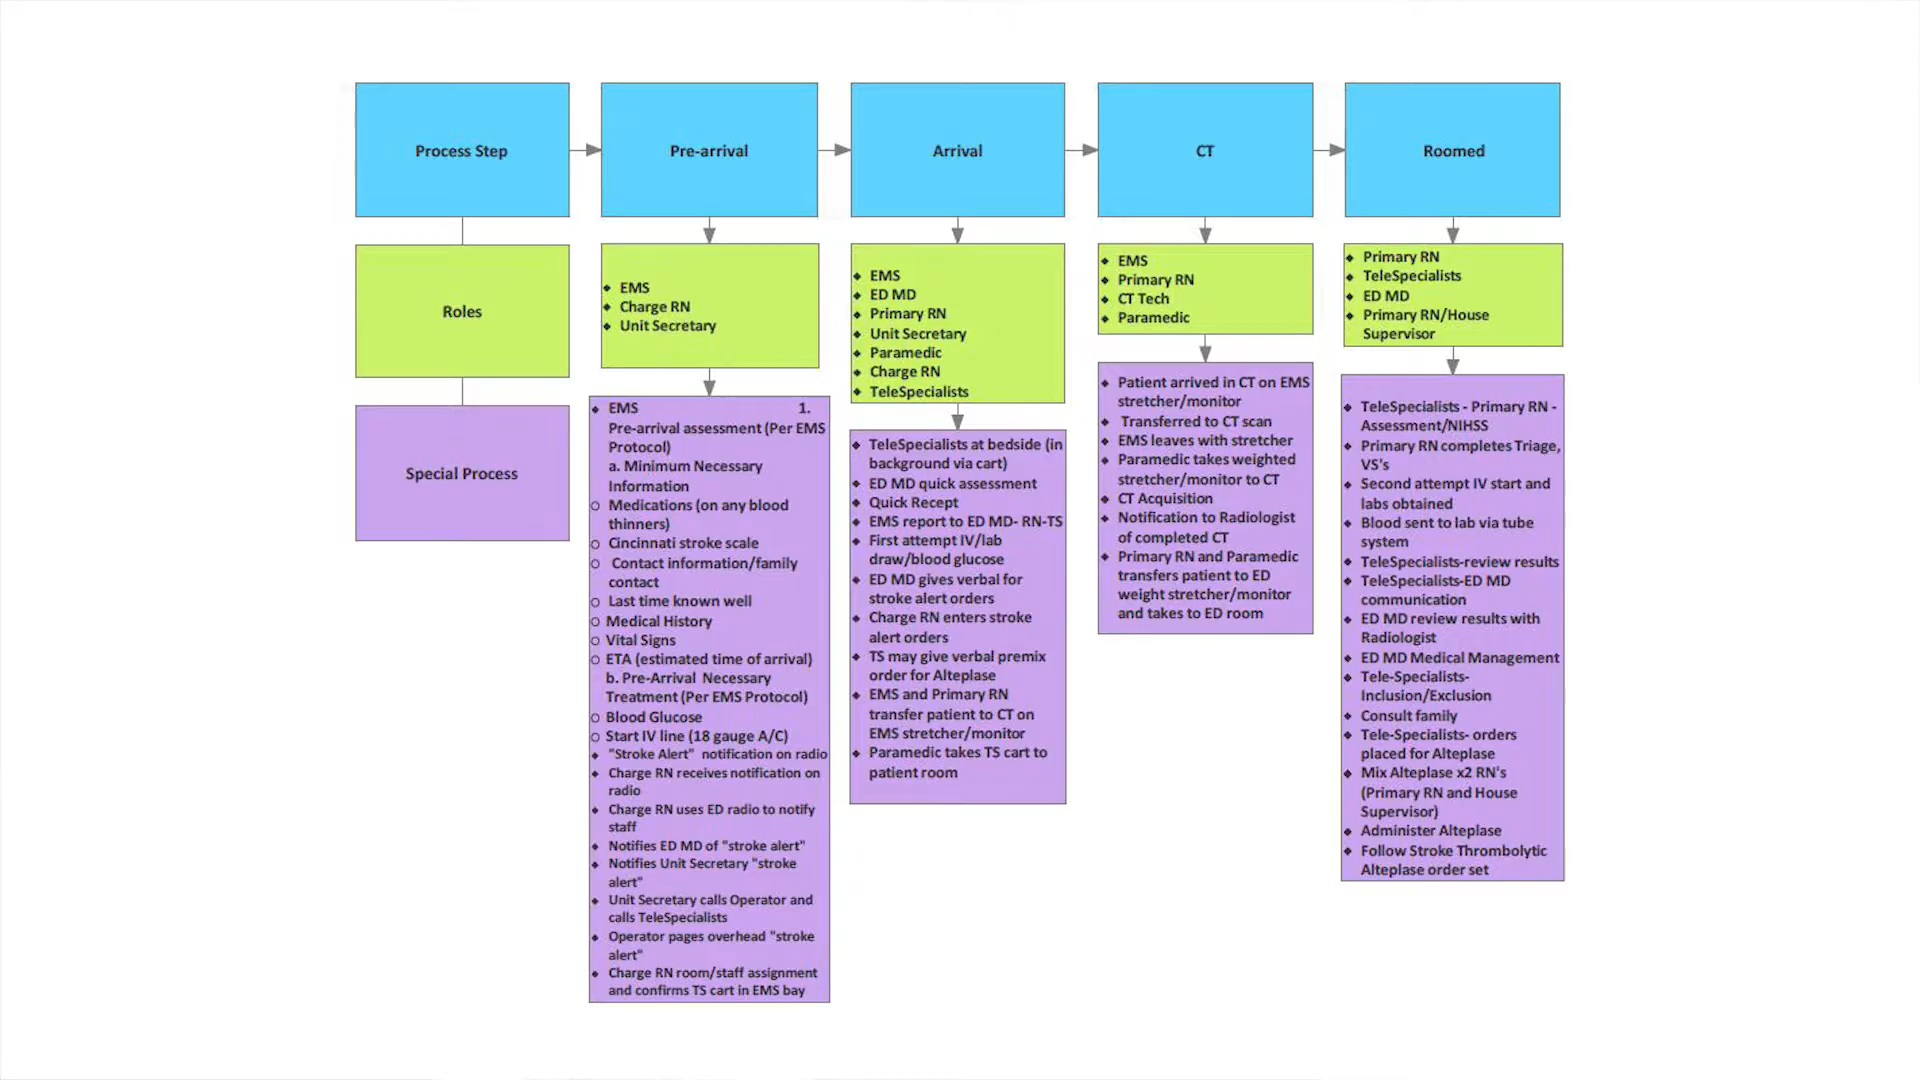 Process Step
Pre-arrival
Arrival
CT
Roomed
Roles
EMS
Charge RN
Unit Secretary
EMS
ED MD
Primary RN
Unit Secretary
Paramedic
Charge RN
TeleSpecialists
EMS
Primary RN
CT Tech
Paramedic
Primary RN
TeleSpecialists
ED MD
Primary RN/House
Supervisor
Special Process
EMS 1.
Pre-arrival assessment (Per EMS
Protocol)
a. Minimum Necessary
Information
Medications (on any blood
thinners)
Cincinnati stroke scale
Contact information/family
contact
Last time known well
Medical History
Vital Signs
ETA (estimated time of arrival)
b. Pre-Arrival Necessary
Treatment (Per EMS Protocol)
Blood Glucose
Start IV line (18 gauge A/C)
"Stroke Alert" notification on radio
Charge RN receives notification on
radio
Charge RN uses ED radio to notify
staff
Notifies ED MD of "stroke alert"
Notifies Unit Secretary "stroke
alert"
Unit Secretary calls Operator and
calls TeleSpecialists
Operator pages overhead "stroke
alert"
Charge RN room/staff assignment
and confirms TS cart in EMS bay
TeleSpecialists at bedside (in
background via cart)
ED MD quick assessment
Quick Recept
EMS report to ED MD- RN-TS
First attempt IV/lab
draw/blood glucose
ED MD gives verbal for
stroke alert orders
Charge RN enters stroke
alert orders
TS may give verbal premix
order for Alteplase
EMS and Primary RN
transfer patient to CT on
EMS stretcher/monitor
Paramedic takes TS cart to
patient room
Patient arrived in CT on EMS
stretcher/monitor
Transferred to CT scan
EMS leaves with stretcher
Paramedic takes weighted
stretcher/monitor to CT
CT Acquisition
Notification to Radiologist
of completed CT
Primary RN and Paramedic
transfers patient to ED
weight stretcher/monitor
and takes to ED room
TeleSpecialists - Primary RN -
Assessment/NIHSS
Primary RN completes Triage,
VS's
Second attempt IV start and
labs obtained
Blood sent to lab via tube
system
TeleSpecialists-review results
TeleSpecialists-ED MD
communication
ED MD review results with
Radiologist
ED MD Medical Management
Tele-Specialists-
Inclusion/Exclusion
Consult family
Tele-Specialists- orders
placed for Alteplase
Mix Alteplase x2 RN's
(Primary RN and House
Supervisor)
Administer Alteplase
Follow Stroke Thrombolytic
Alteplase order set